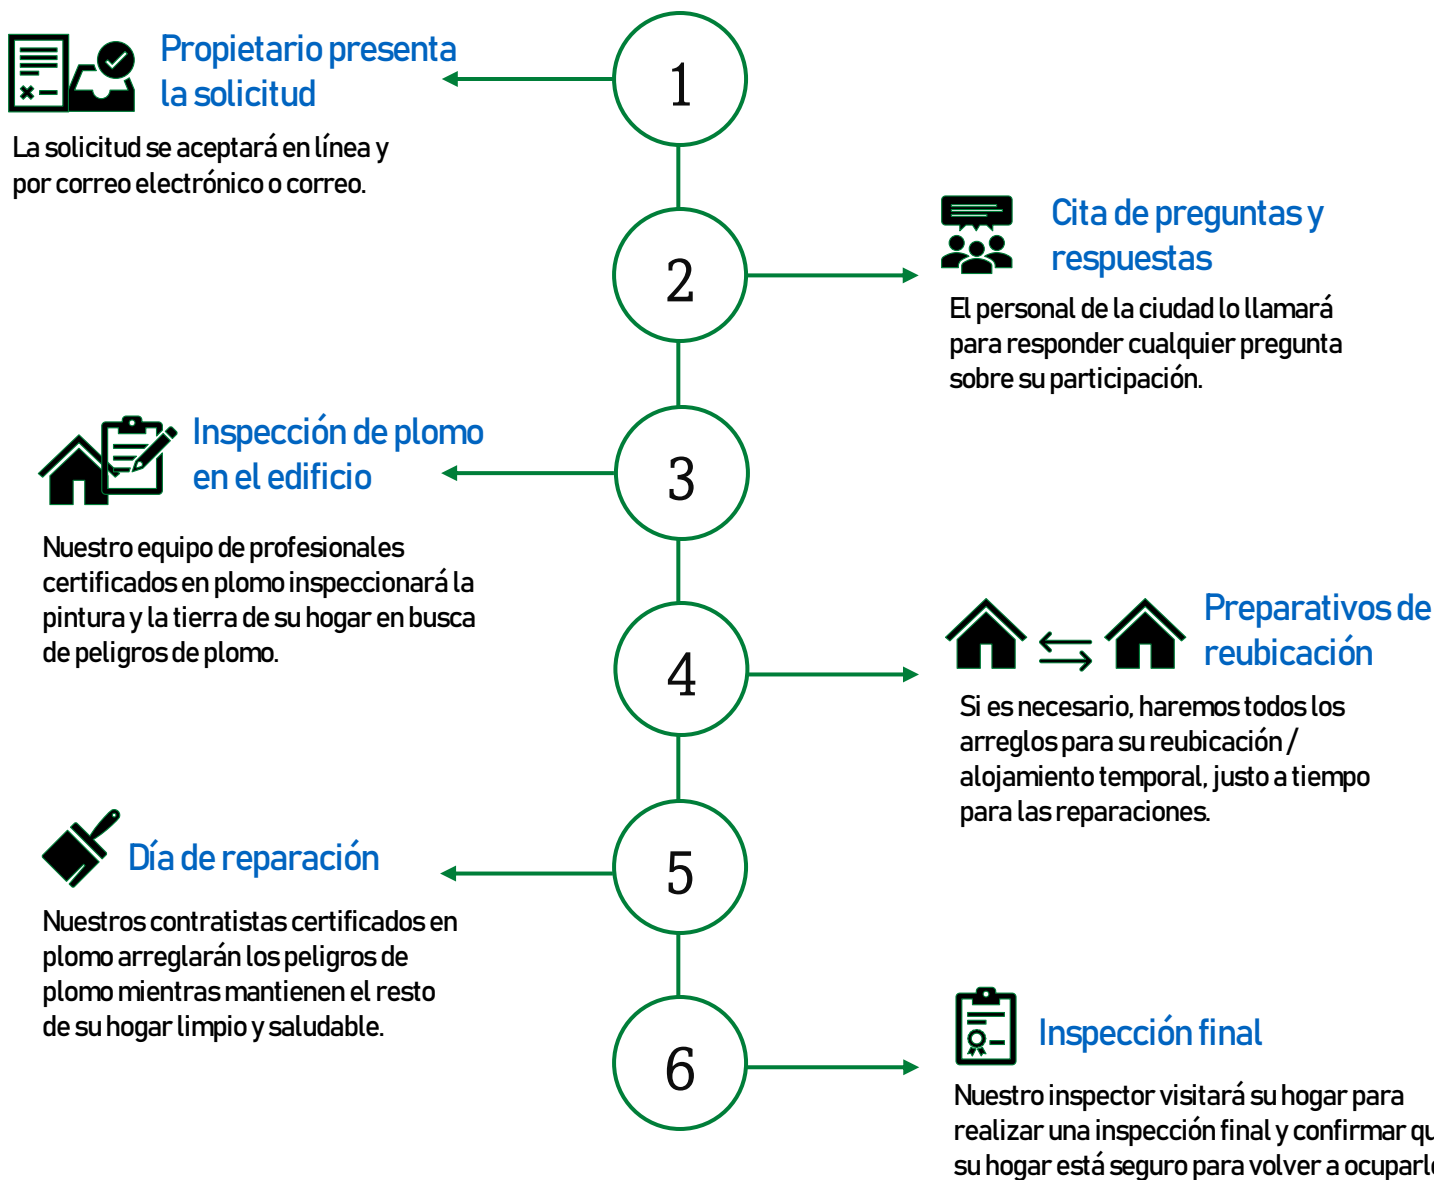 1
Propietario presenta
la solicitud
La solicitud se aceptará en línea y
por correo electrónico o correo.
2
Cita de preguntas y
respuestas
El personal de la ciudad lo llamará
para responder cualquier pregunta
sobre su participación.
3
Inspección de plomo
en el edificio
Nuestro equipo de profesionales
certificados en plomo inspeccionará la
pintura y la tierra de su hogar en busca
de peligros de plomo.
4
Preparativos de
reubicación
Si es necesario, haremos todos los
arreglos para su reubicación /
alojamiento temporal, justo a tiempo
para las reparaciones.
5
Día de reparación
Nuestros contratistas certificados en
plomo arreglarán los peligros de
plomo mientras mantienen el resto
de su hogar limpio y saludable.
6
Inspección final
Nuestro inspector visitará su hogar para
realizar una inspección final y confirmar qu
su hogar está seguro para volver a ocuparl